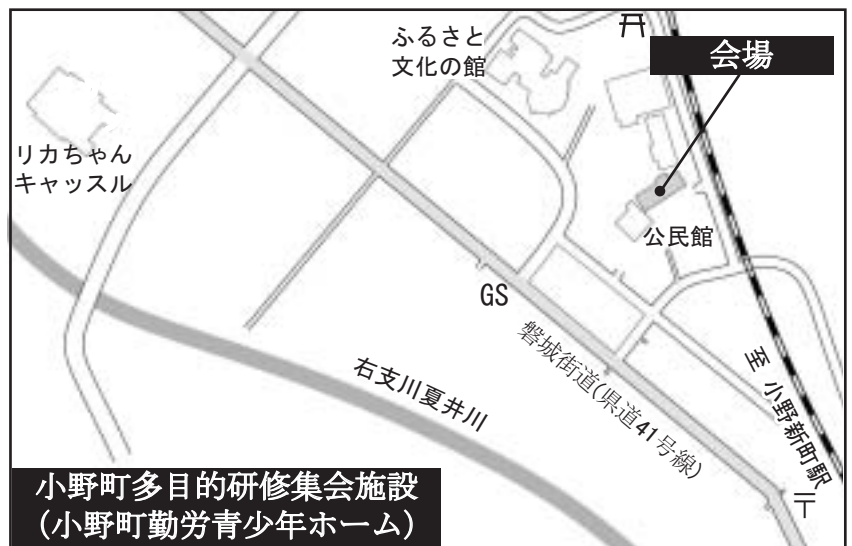 ふるさと
文化の館
会場
リカちゃん
キャッスル
公民館
GS
磐城街道(県道41号線)
右支川夏井川
至 小野新町駅
小野町多目的研修集会施設
(小野町勤労青少年ホーム)